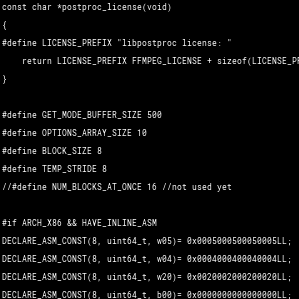 const char *postproc_license(void)
{
#define LICENSE_PREFIX "libpostproc license: "
return LICENSE_PREFIX FFMPEG_LICENSE + sizeof(LICENSE_PR
}
#define GET_MODE_BUFFER_SIZE 500
#define OPTIONS_ARRAY_SIZE 10
#define BLOCK_SIZE 8
#define TEMP_STRIDE 8
//#define NUM_BLOCKS_AT_ONCE 16 //not used yet
#if ARCH_X86 && HAVE_INLINE_ASM
DECLARE_ASM_CONST(8, uint64_t, w05)= 0x0005000500050005LL;
DECLARE_ASM_CONST(8, uint64_t, w04)= 0x0004000400040004LL;
DECLARE_ASM_CONST(8, uint64_t, w20)= 0x0020002000200020LL;
DECLARE_ASM_CONST(8, uint64_t, b00)= 0x0000000000000000LL;